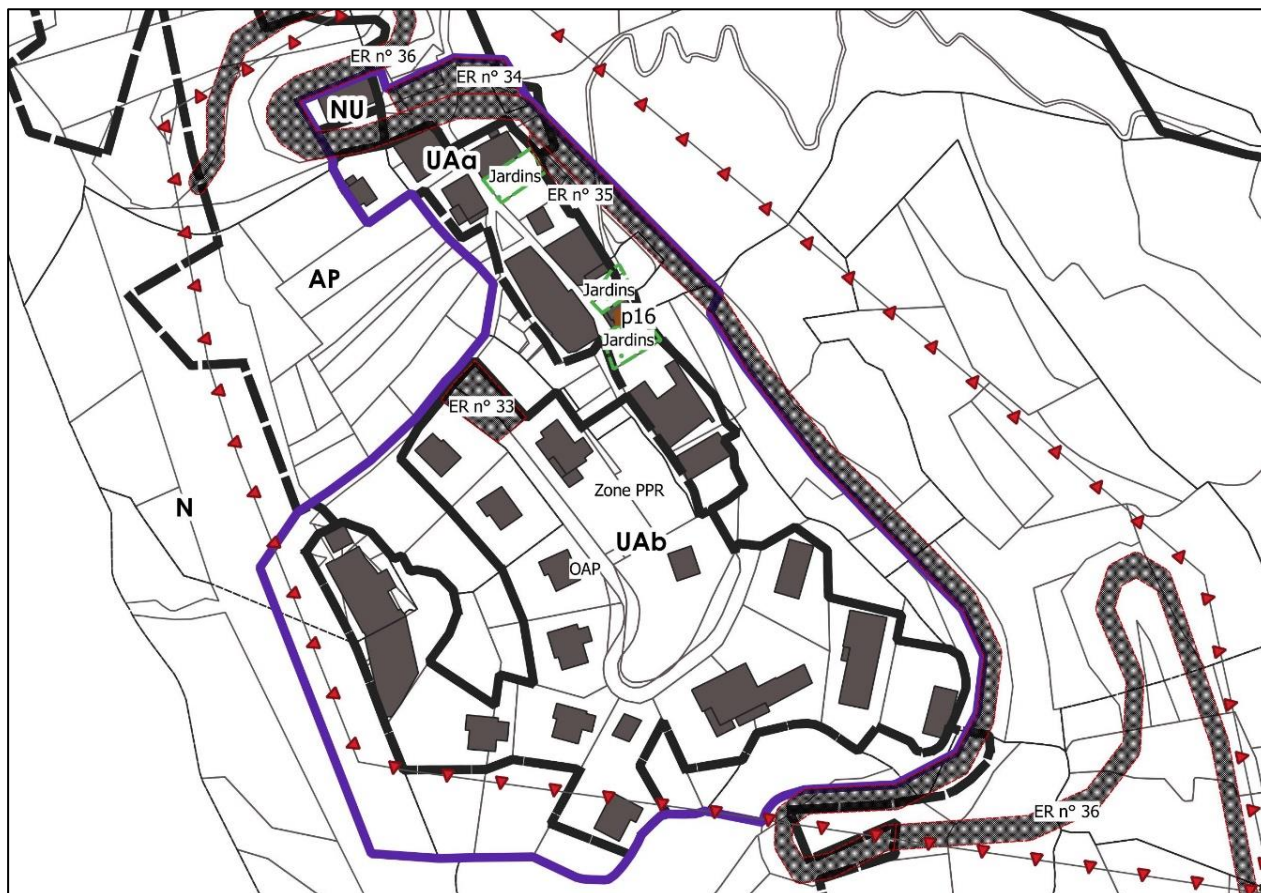 ER n° 36
ER n° 34
NU
UAa
Jardins
ER n° 35
AP
Jardins
p16
Jardins
ER n° 33
Zone PPR
N
UAb
OAP
ER n° 36